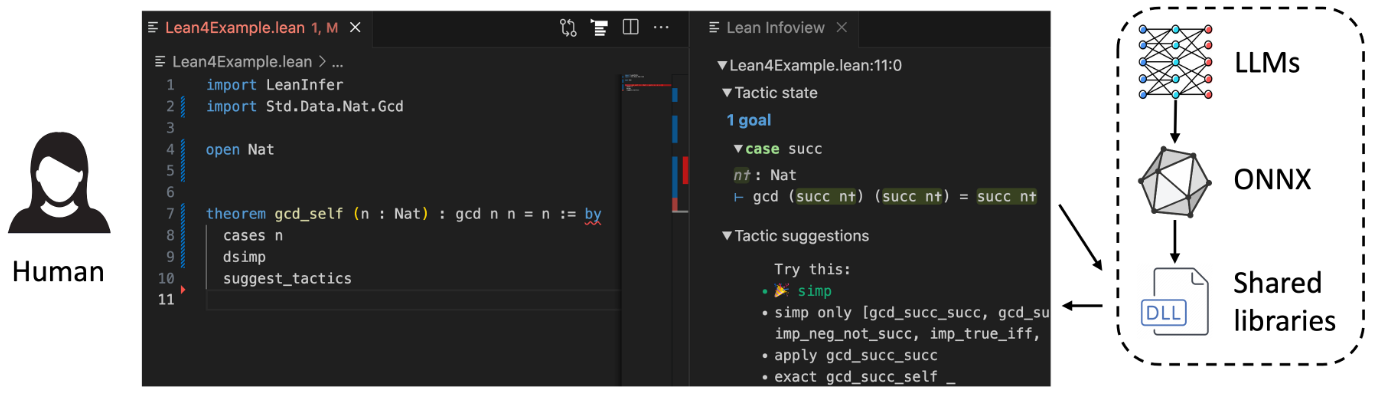 Human
Lean4Example.lean 1, M
Lean4Example.lean > ...
1 import LeanInfer
2 import Std.Data.Nat.Gcd
3
4 open Nat
5
6
7 theorem gcd_self (n : Nat) : gcd n n = n := by
8 cases n
9 dsimp
10 suggest_tactics
11
Lean Infoview
▼Lean4Example.lean:11:0
▼Tactic state
1 goal
▼case succ
n✝ : Nat
⊢ gcd (succ n✝) (succ n✝) = succ n✝
▼Tactic suggestions
Try this:
• 🎉 simp
• simp only [gcd_succ_succ, gcd_su
imp_neg_not_succ, imp_true_iff,
• apply gcd_succ_succ
• exact gcd_succ_self _
LLMs
ONNX
DLL
Shared
libraries